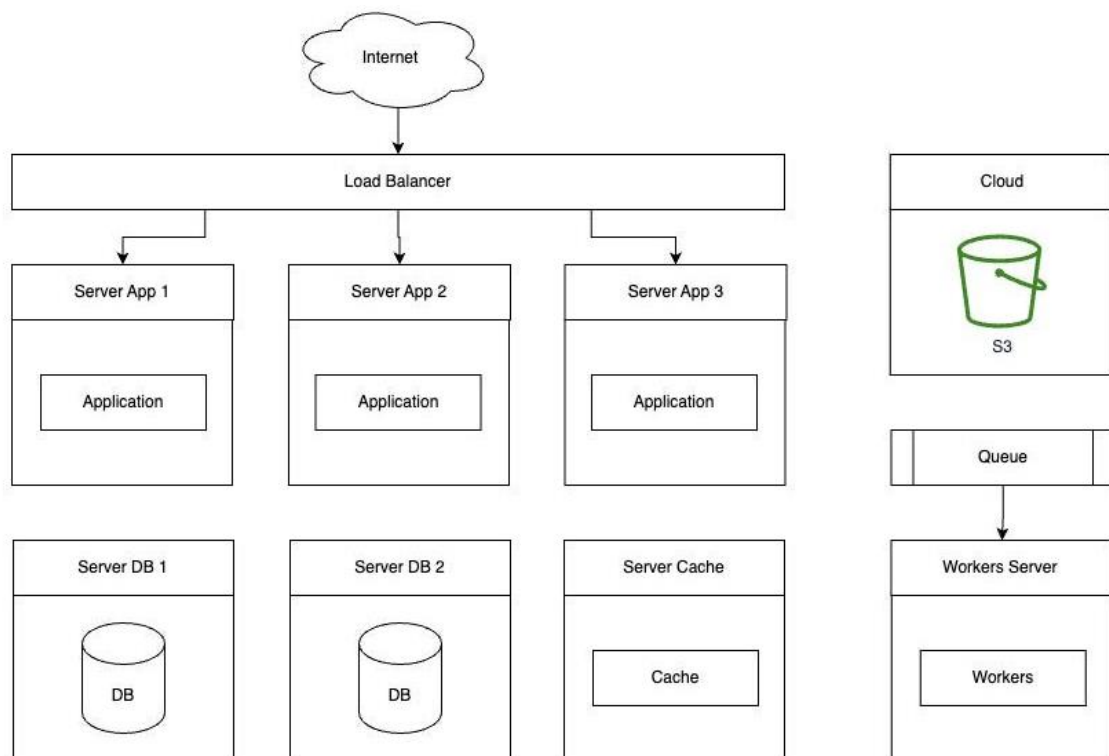 Internet
Load Balancer
Cloud
Server App 1
Server App 2
Server App 3
S3
Application
Application
Application
Queue
Server DB 1
Server DB 2
Server Cache
Workers Server
DB
DB
Cache
Workers